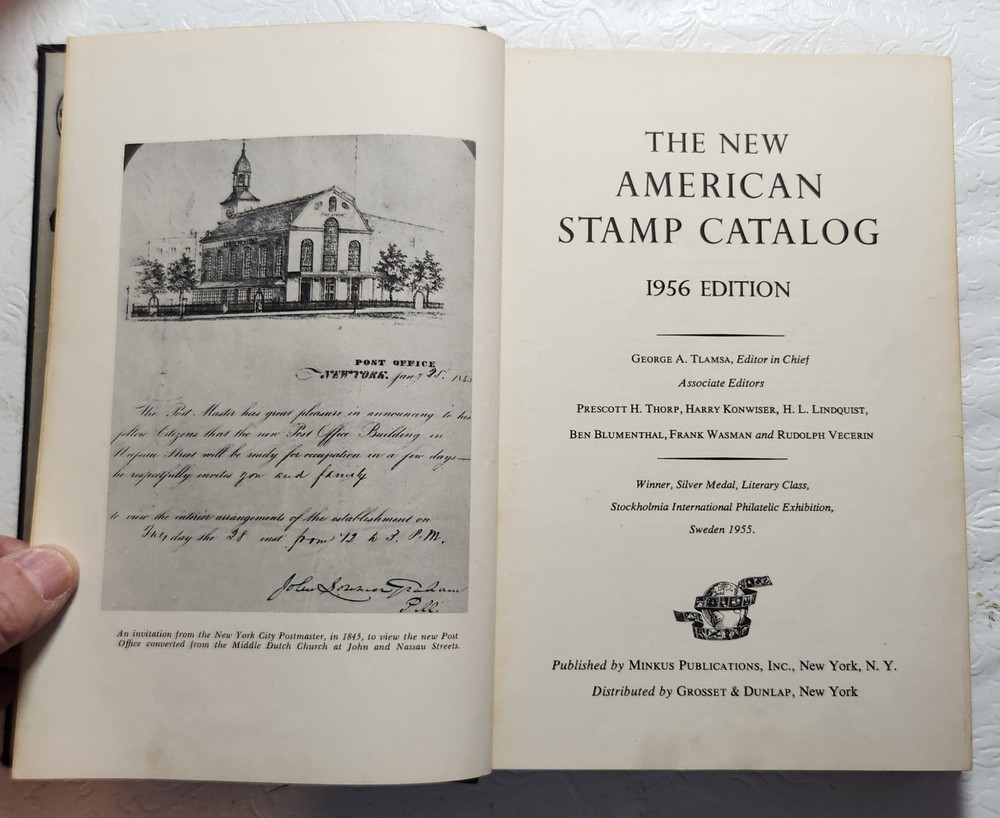 POST OFFICE
NEW YORK. Jany 25. 184
The Post Master has great pleasure in announcing to his
fellow Citizens that the new Post Office Building in
Nassau Street will be ready for occupation in a few days—
he respectfully invites you and family
to view the interior arrangements of the establishment on
day the 28 inst from 12 to 3. P.M.
John Lorimer Graham
An invitation from the New York City Postmaster, in 1845, to view the new Post
Office converted from the Middle Dutch Church at John and Nassau Streets.
THE NEW
AMERICAN
STAMP CATALOG
1956 EDITION
GEORGE A. TLAMSA, Editor in Chief
Associate Editors
PRESCOTT H. THORP, HARRY KONWISER, H. L. LINDQUIST,
BEN BLUMENTHAL, FRANK WASMAN and RUDOLPH VECERIN
Winner, Silver Medal, Literary Class,
Stockholmia International Philatelic Exhibition,
Sweden 1955.
Published by MINKUS PUBLICATIONS, INC., NEW YORK, N. Y.
Distributed by GROSSET & DUNLAP, New York